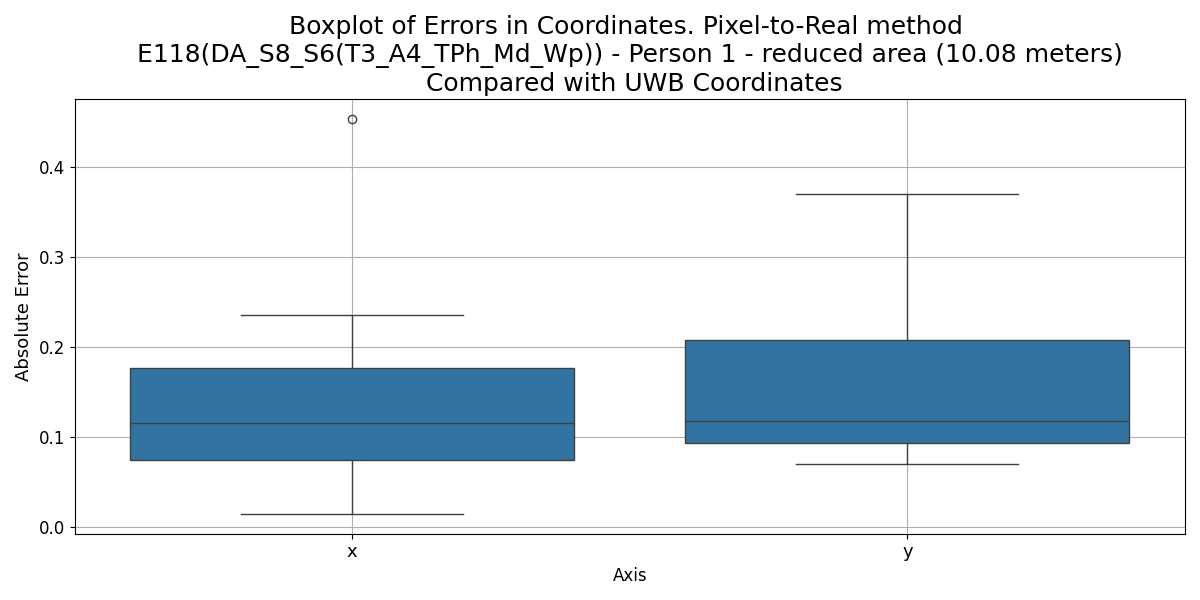 Boxplot of Errors in Coordinates. Pixel-to-Real method
E118(DA_S8_S6(T3_A4_TPh_Md_Wp)) - Person 1 - reduced area (10.08 meters)
Compared with UWB Coordinates
Absolute Error
0.4
0.3
0.2
0.1
0.0
x y
Axis